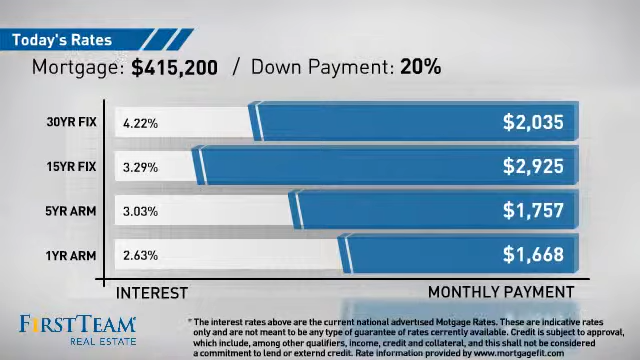 Today's Rates
Mortgage: $415,200 / Down Payment: 20%
30YR FIX 4.22% $2,035
15YR FIX 3.29% $2,925
5YR ARM 3.03% $1,757
1YR ARM 2.63% $1,668
INTEREST MONTHLY PAYMENT
FIRSTTEAM®
REAL ESTATE
* The interest rates above are the current national advertised Motgage Rates. These are indicative rates
only and are not meant to be any type of guarantee of rates cerrently available. Credit is subject to approval,
which include, among other qualifiers, income, credit and collateral, and this shall not be considered
a commitment to lend or externd credit. Rate information provided by www.mortgagefit.com